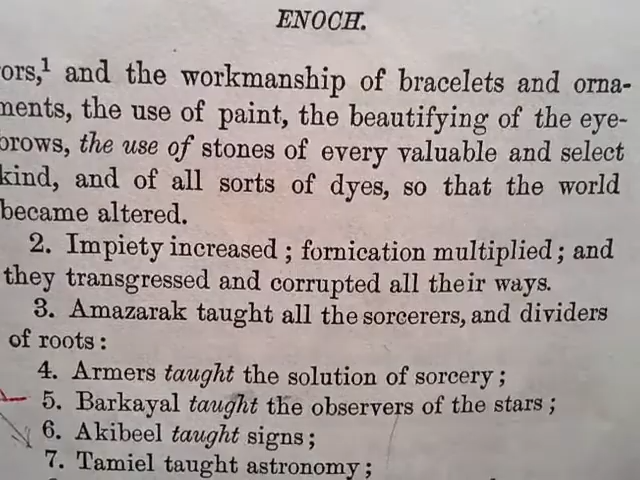 ENOCH.
ors,¹ and the workmanship of bracelets and orna-
ments, the use of paint, the beautifying of the eye-
brows, the use of stones of every valuable and select
kind, and of all sorts of dyes, so that the world
became altered.
2. Impiety increased ; fornication multiplied ; and
they transgressed and corrupted all their ways.
3. Amazarak taught all the sorcerers, and dividers
of roots :
4. Armers taught the solution of sorcery ;
5. Barkayal taught the observers of the stars ;
6. Akibeel taught signs ;
7. Tamiel taught astronomy ;